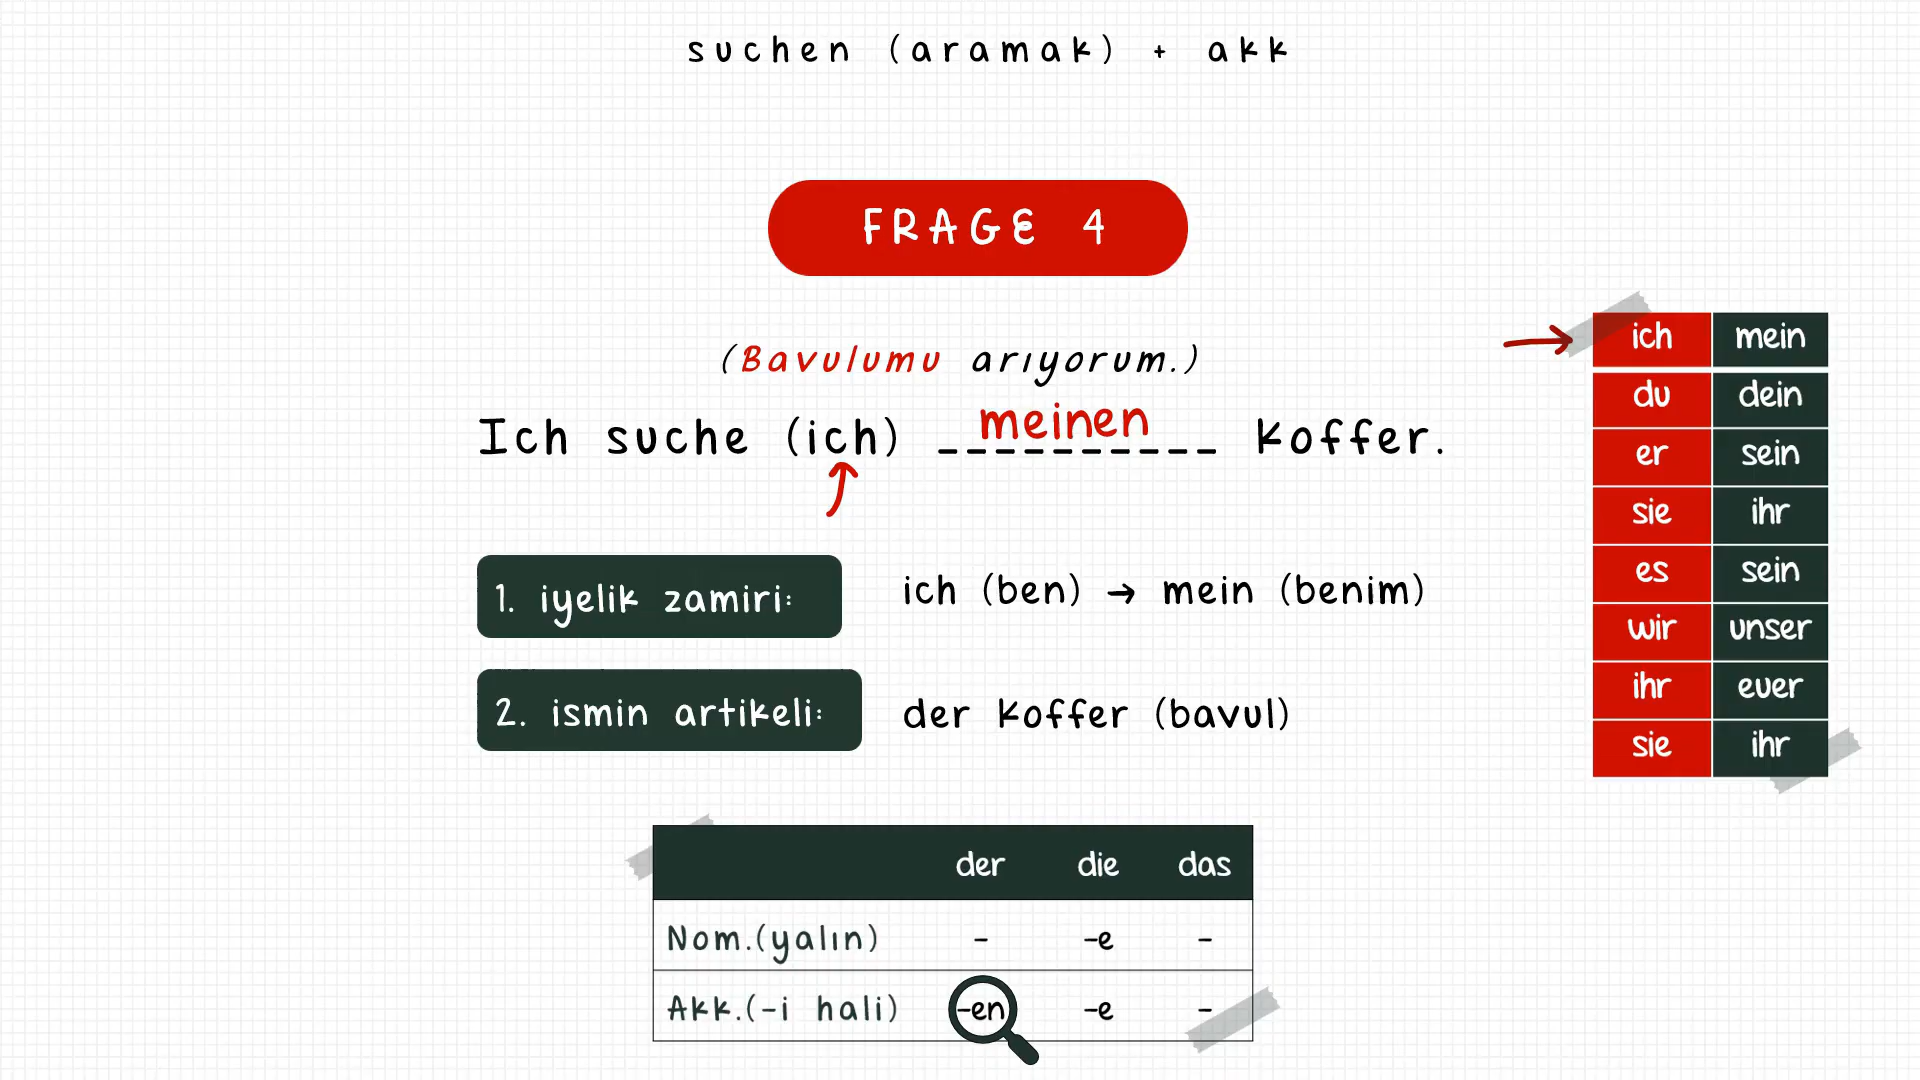 suchen (aramak) + akk
FRAGE 4
(Bavulumu arıyorum.)
Ich suche (ich) meinen Koffer.
1. iyelik zamiri: ich (ben) → mein (benim)
2. ismin artikeli: der Koffer (bavul)
der die das
Nom.(yalın) - -e -
Akk.(-i hali) -en -e -
ich mein
du dein
er sein
sie ihr
es sein
wir unser
ihr euer
sie ihr